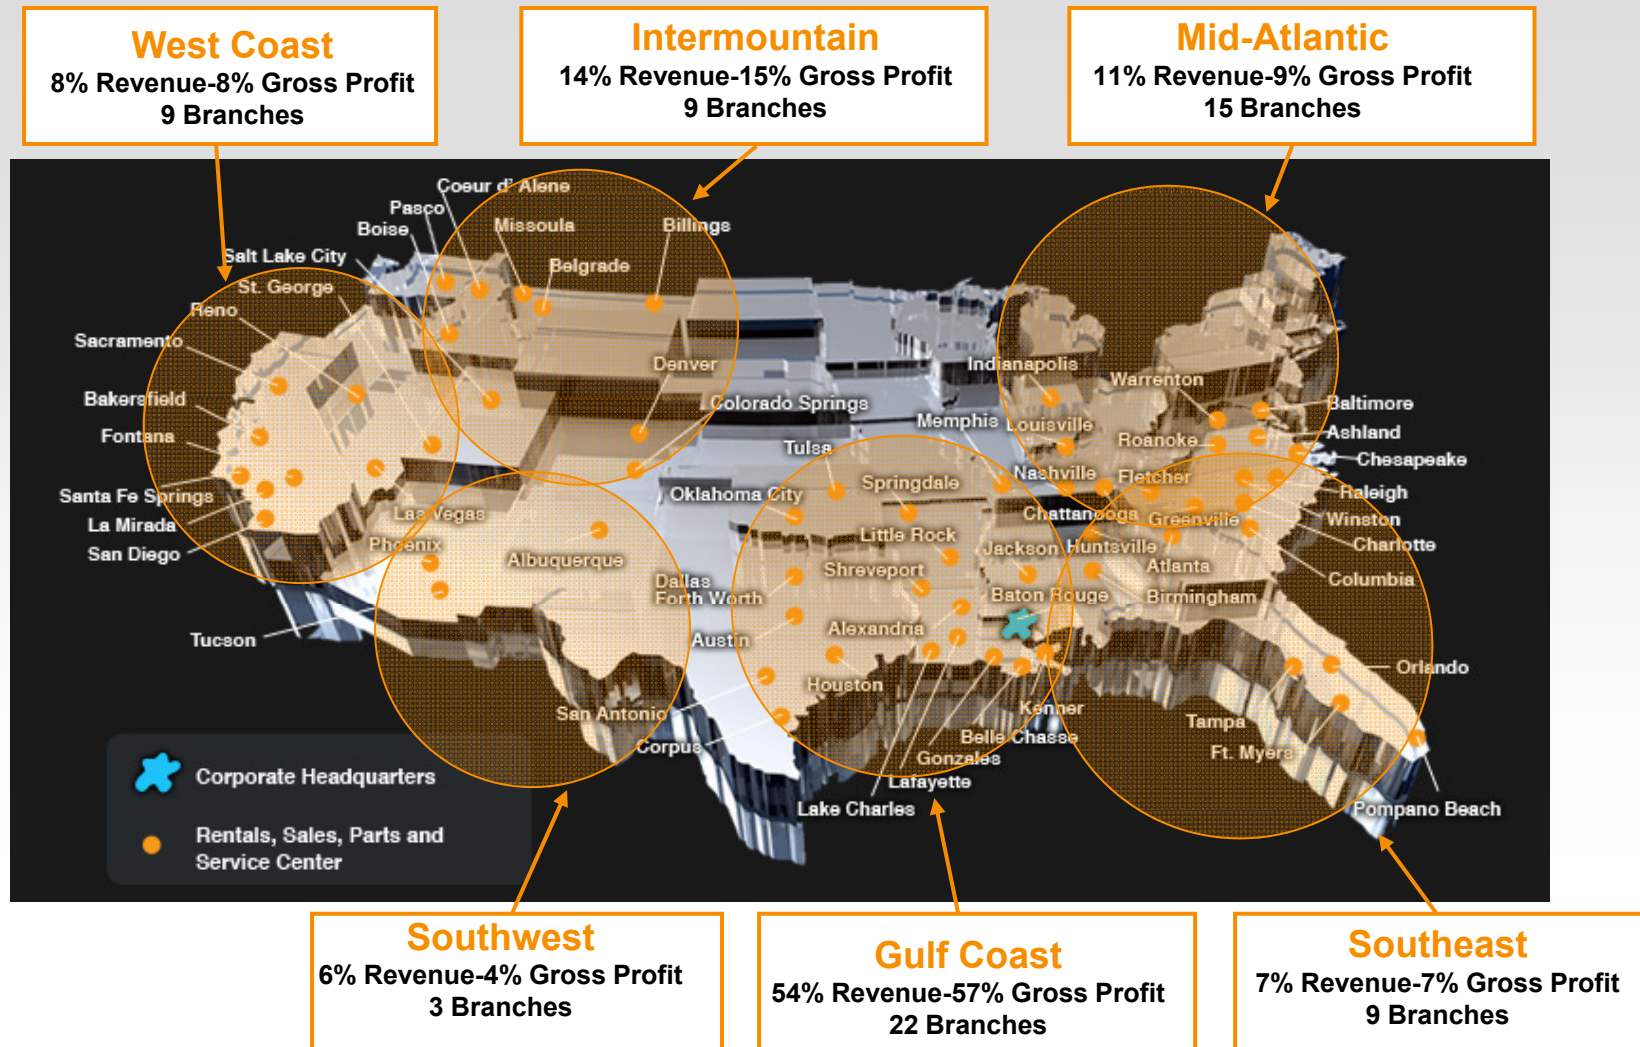 West Coast
8% Revenue-8% Gross Profit
9 Branches
Intermountain
14% Revenue-15% Gross Profit
9 Branches
Mid-Atlantic
11% Revenue-9% Gross Profit
15 Branches
Coeur d' Alene
Pasco
Boise
Missoula
Billings
Salt Lake City
Belgrade
St. George
Reno
Sacramento
Denver
Indianapolis
Warrenton
Bakersfield
Colorado Springs
Baltimore
Memphis
Louisville
Fontana
Roanoke
Ashland
Tulsa
Chesapeake
Santa Fe Springs
Oklahoma City
Springdale
Nashville
Fletcher
Raleigh
La Mirada
Las Vegas
Chattanooga
Greenville
Winston
San Diego
Phoenix
Albuquerque
Little Rock
Jackson
Huntsville
Charlotte
Dallas
Forth Worth
Shreveport
Atlanta
Columbia
Baton Rouge
Birmingham
Tucson
Austin
Alexandria
Orlando
Houston
San Antonio
Kenner
Tampa
Corpus
Belle Chasse
Ft. Myers
Gonzales
Lafayette
Lake Charles
Pompano Beach
Corporate Headquarters
Rentals, Sales, Parts and
Service Center
Southwest
6% Revenue-4% Gross Profit
3 Branches
Gulf Coast
54% Revenue-57% Gross Profit
22 Branches
Southeast
7% Revenue-7% Gross Profit
9 Branches